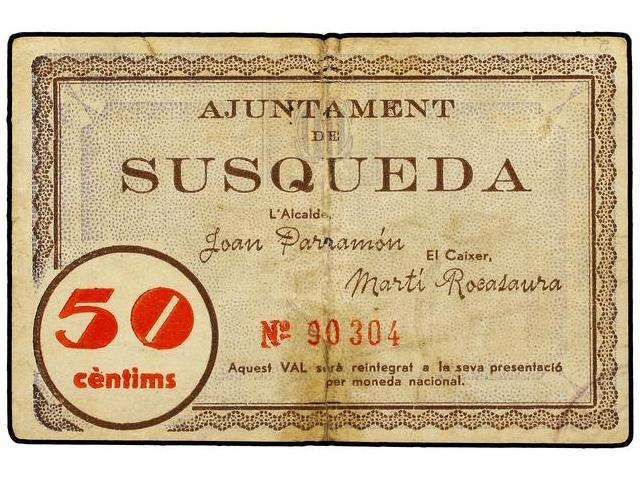 AJUNTAMENT
DE
SUSQUEDA
L'Alcalde,
Joan Parramón
El Caixer,
Martí Rocasaura
50
cèntims
Nº 90304
Aquest VAL serà reintegrat a la seva presentació
per moneda nacional.